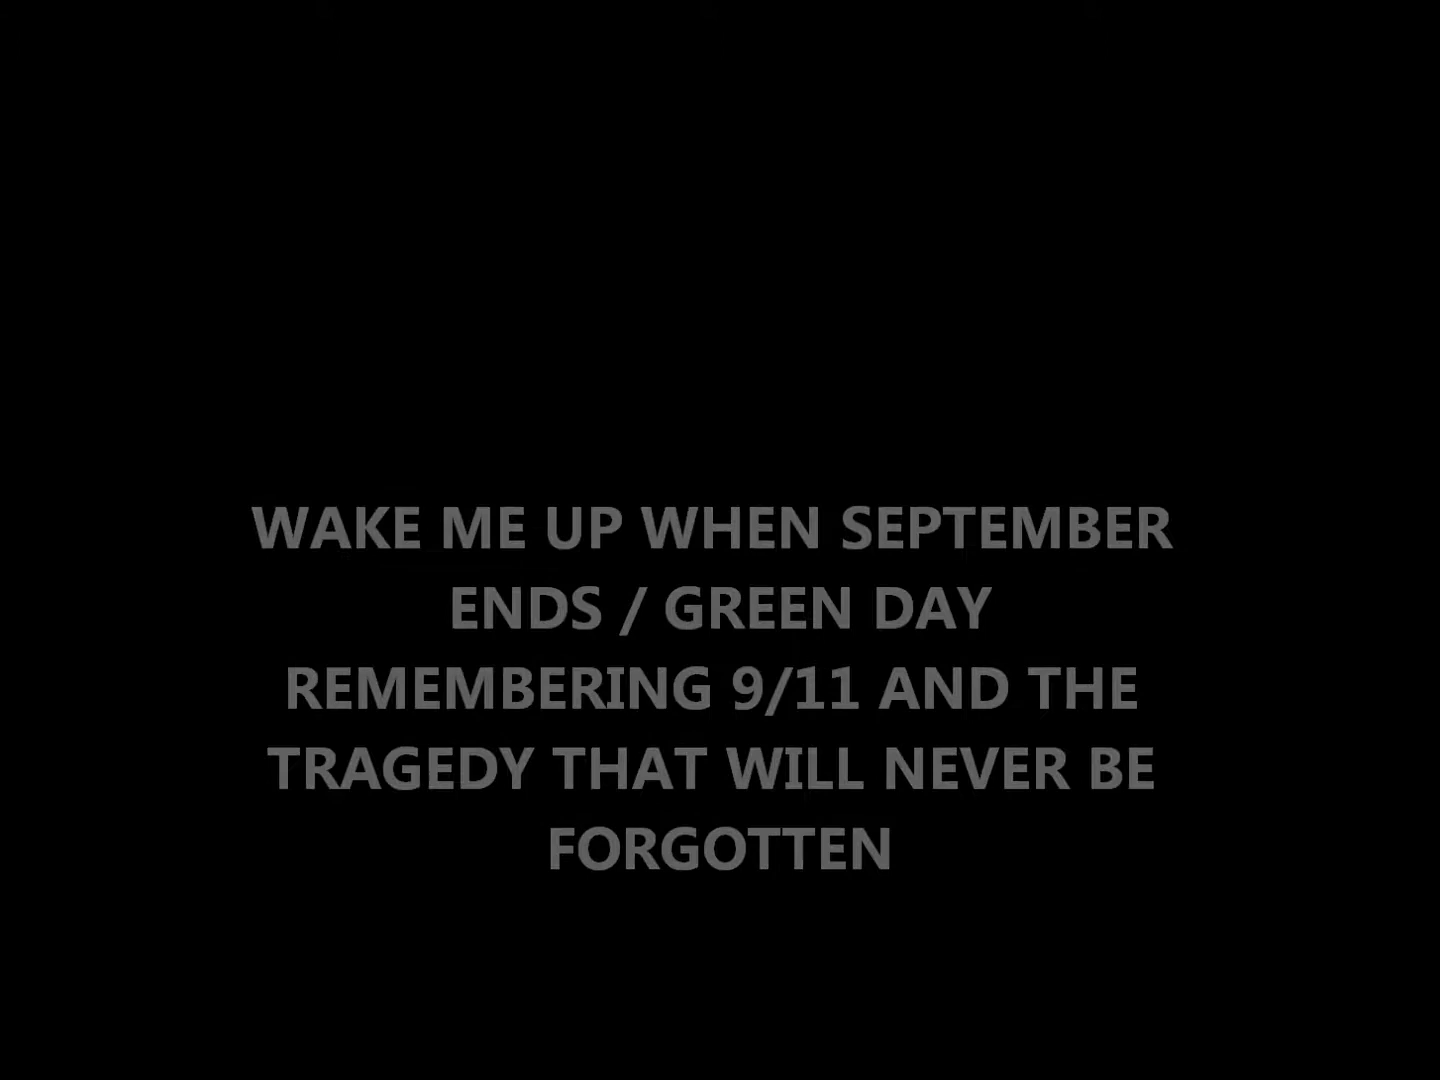 WAKE ME UP WHEN SEPTEMBER
ENDS / GREEN DAY
REMEMBERING 9/11 AND THE
TRAGEDY THAT WILL NEVER BE
FORGOTTEN